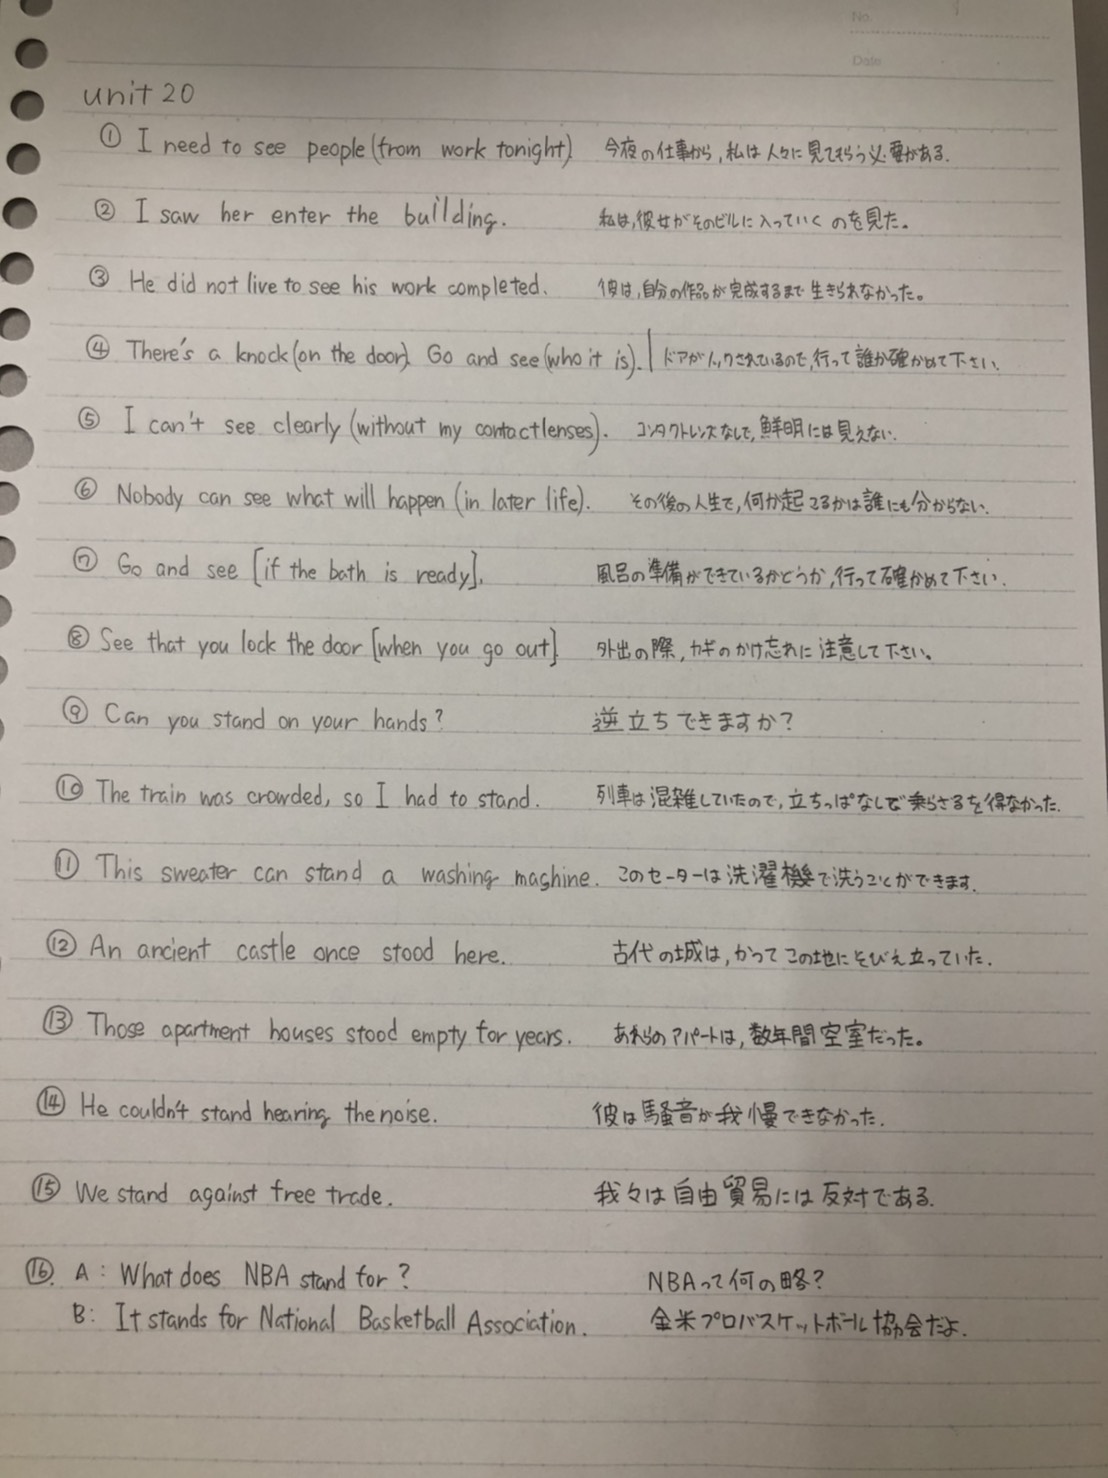 No.
Date
unit 20
① I need to see people (from work tonight) 今夜の仕事から,私は人々に見てもらう必要がある.
② I saw her enter the building. 私は,彼女がそのビルに入っていくのを見た。
③ He did not live to see his work completed. 彼は,自分の作品が完成するまで生きられなかった。
④ There's a knock (on the door). Go and see (who it is). ドアがノックされているので,行って誰か確かめて下さい.
⑤ I can't see clearly (without my contactlenses). コンタクトレンズなしで,鮮明には見えない.
⑥ Nobody can see what will happen (in later life). その後の人生で,何が起こるかは誰にも分からない.
⑦ Go and see [if the bath is ready]. 風呂の準備ができているかどうか,行って確かめて下さい.
⑧ See that you lock the door [when you go out] 外出の際,カギのかけ忘れに注意して下さい。
⑨ Can you stand on your hands? 逆立ちできますか?
⑩ The train was crowded, so I had to stand. 列車は混雑していたので,立ちっぱなしで乗らざるを得なかった.
⑪ This sweater can stand a washing maghine. このセーターは洗濯機で洗うことができます.
⑫ An ancient castle once stood here. 古代の城は,かつてこの地にそびえ立っていた.
⑬ Those apartment houses stood empty for years. あれらのアパートは,数年間空室だった。
⑭ He couldn't stand hearing the noise. 彼は騒音が我慢できなかった.
⑮ We stand against free trade. 我々は自由貿易には反対である.
⑯. A: What does NBA stand for? NBAって何の略?
B: It stands for National Basketball Association. 全米プロバスケットボール協会だよ.